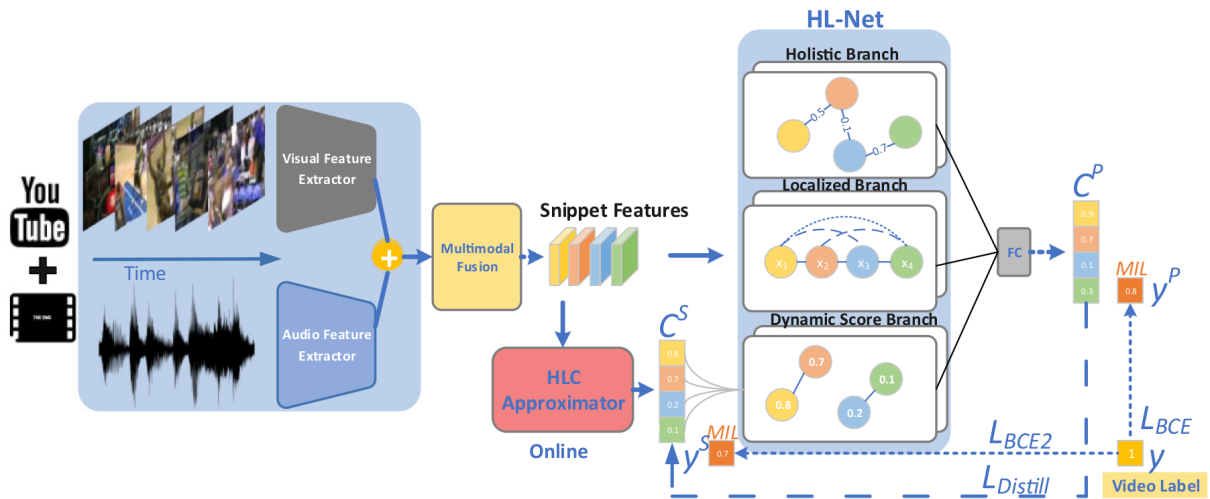 HL-Net
Holistic Branch
0.5
0.1
0.7
You
Tube
THE END
Visual Feature
Extractor
Time
Audio Feature
Extractor
Multimodal
Fusion
Snippet Features
Localized Branch
x1 x2 x3 x4
FC
C^P
0.9
0.7
0.1
0.3
MIL
0.8
y^P
HLC
Approximator
Online
C^S
0.8
0.7
0.2
0.1
y^S
MIL
0.7
Dynamic Score Branch
0.7
0.8
0.1
0.2
L_BCE2
L_BCE
1
y
L_Distill
Video Label